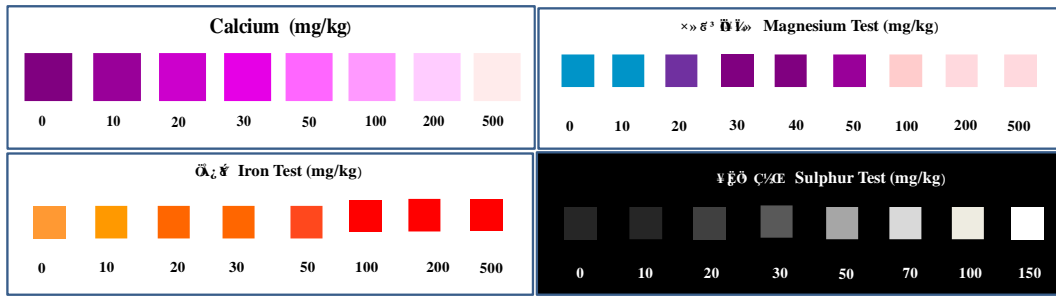 Calcium (mg/kg)
0 10 20 30 50 100 200 500
Magnesium Test (mg/kg)
0 10 20 30 40 50 100 200 500
Iron Test (mg/kg)
0 10 20 30 50 100 200 500
Sulphur Test (mg/kg)
0 10 20 30 50 70 100 150